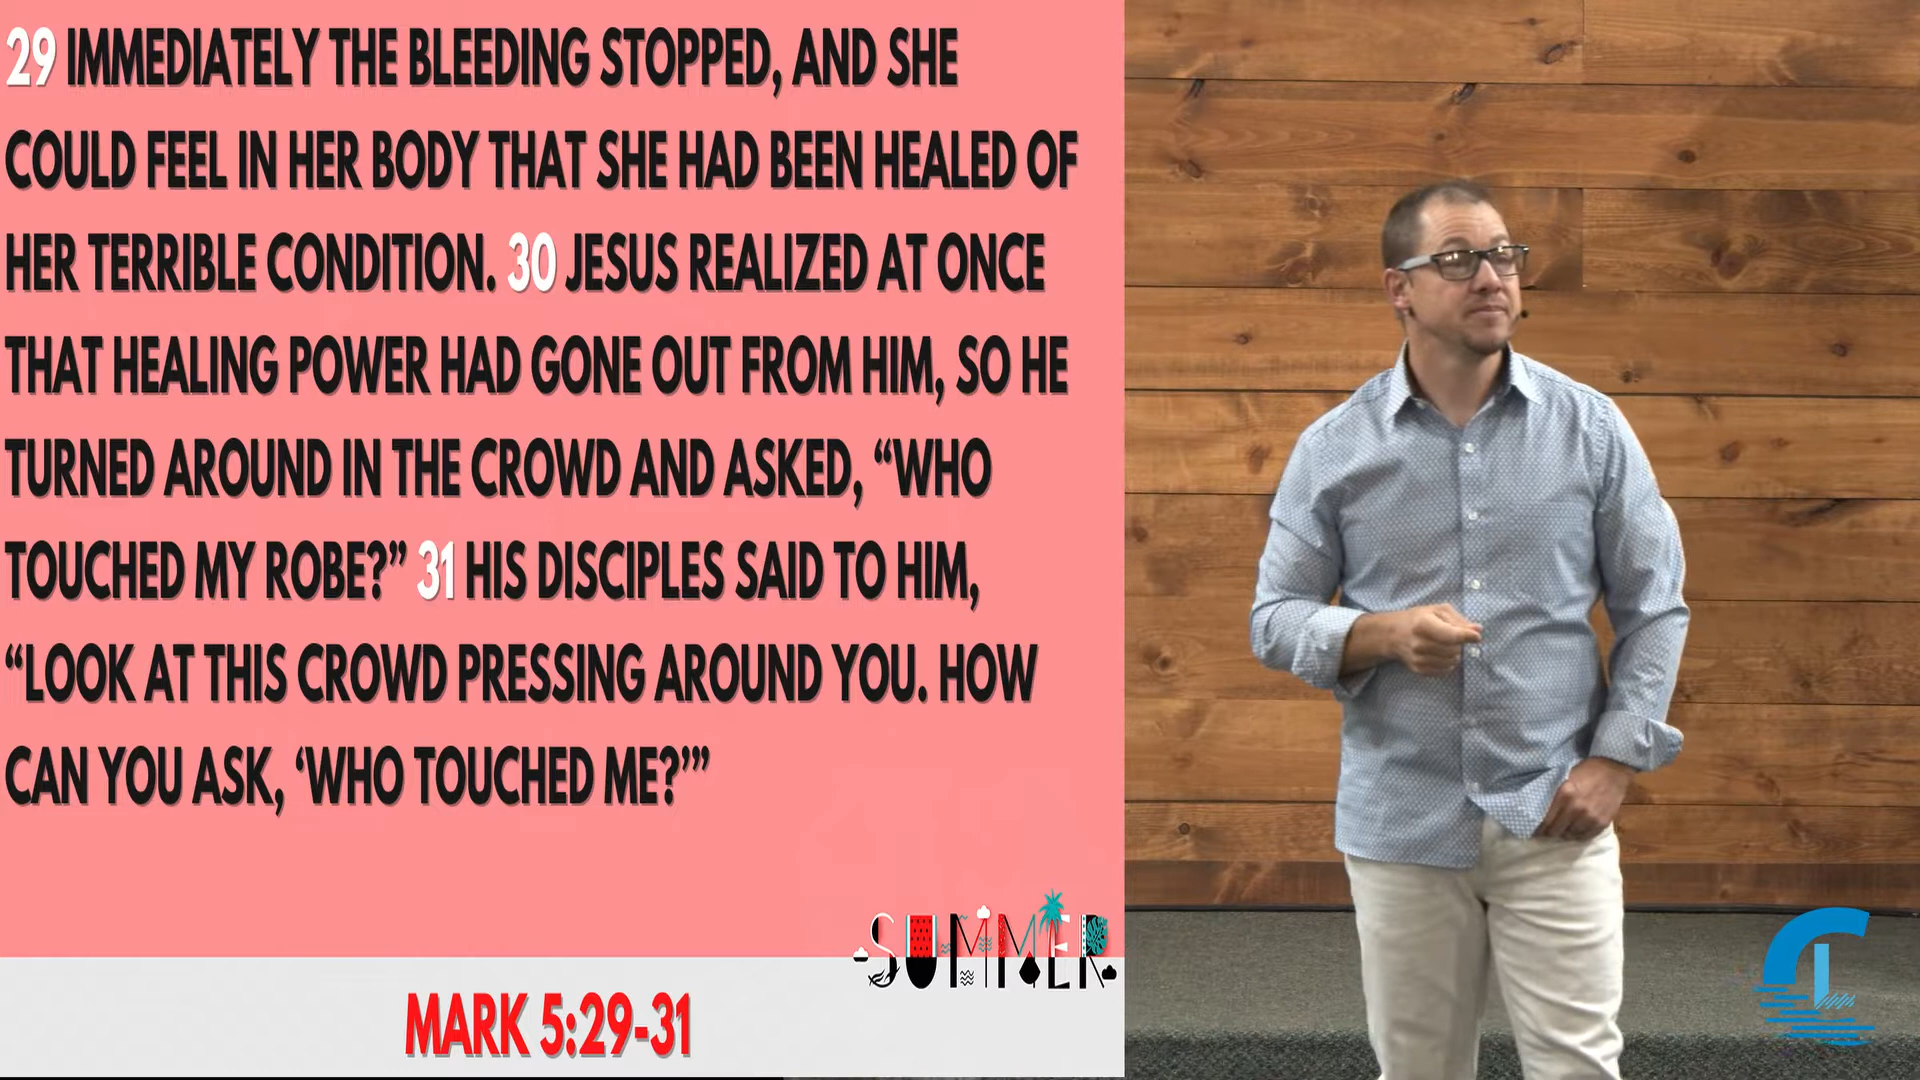 29 IMMEDIATELY THE BLEEDING STOPPED, AND SHE
COULD FEEL IN HER BODY THAT SHE HAD BEEN HEALED OF
HER TERRIBLE CONDITION. 30 JESUS REALIZED AT ONCE
THAT HEALING POWER HAD GONE OUT FROM HIM, SO HE
TURNED AROUND IN THE CROWD AND ASKED, “WHO
TOUCHED MY ROBE?” 31 HIS DISCIPLES SAID TO HIM,
“LOOK AT THIS CROWD PRESSING AROUND YOU. HOW
CAN YOU ASK, ‘WHO TOUCHED ME?’”
SUMMER
MARK 5:29-31